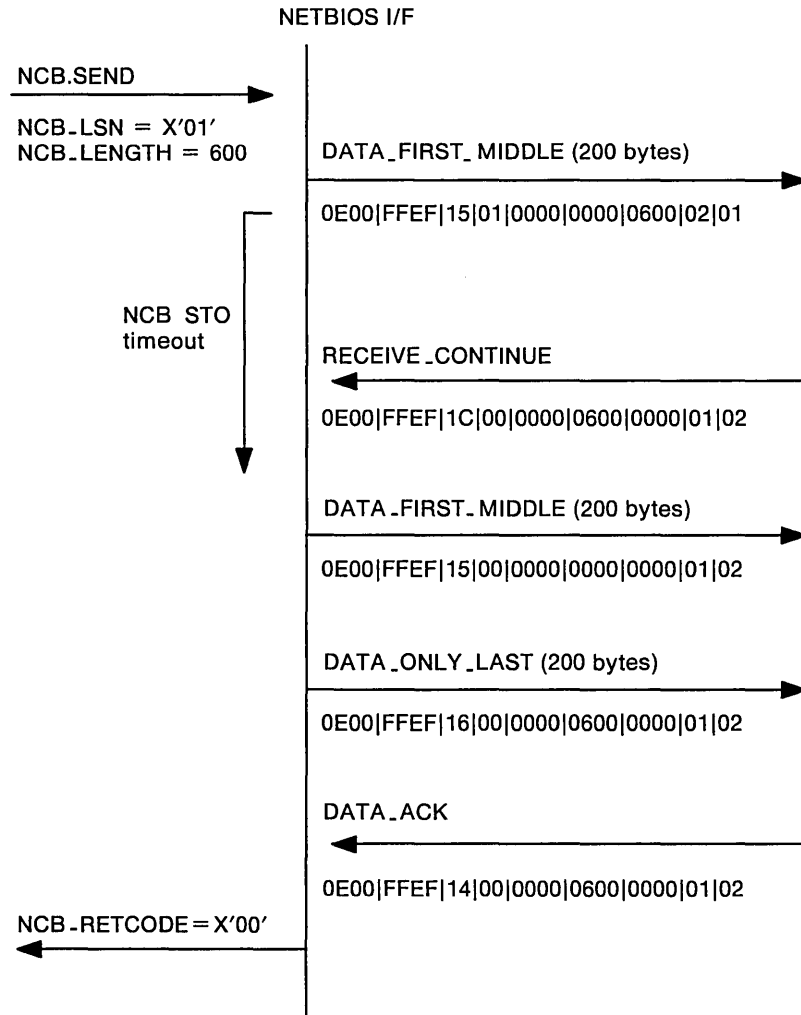 NETBIOS I/F
NCB.SEND
NCB_LSN = X'01'
NCB_LENGTH = 600
DATA_FIRST_MIDDLE (200 bytes)
0E00|FFEF|15|01|0000|0000|0600|02|01
NCB STO
timeout
RECEIVE_CONTINUE
0E00|FFEF|1C|00|0000|0600|0000|01|02
DATA_FIRST_MIDDLE (200 bytes)
0E00|FFEF|15|00|0000|0000|0000|01|02
DATA_ONLY_LAST (200 bytes)
0E00|FFEF|16|00|0000|0600|0000|01|02
DATA_ACK
0E00|FFEF|14|00|0000|0600|0000|01|02
NCB_RETCODE=X'00'